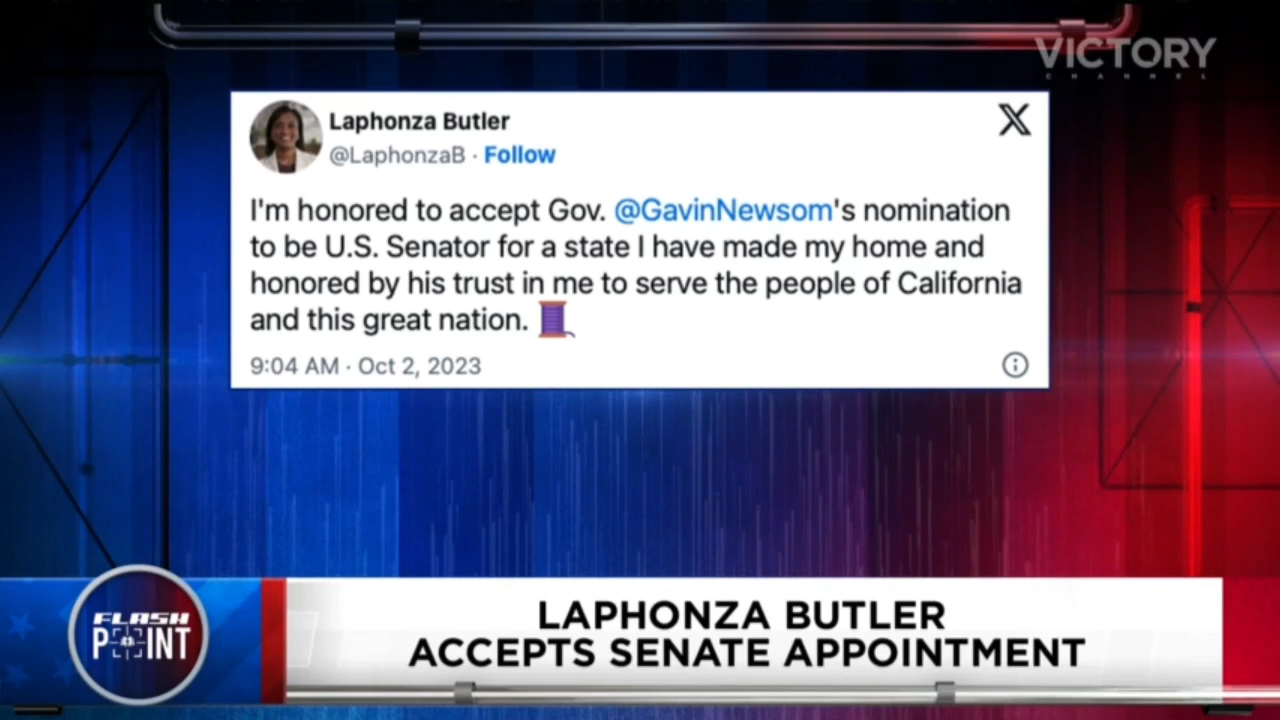 VICTORY
CHANNEL
Laphonza Butler
@LaphonzaB · Follow
I'm honored to accept Gov. @GavinNewsom's nomination
to be U.S. Senator for a state I have made my home and
honored by his trust in me to serve the people of California
and this great nation. 🧵
9:04 AM · Oct 2, 2023
FLASH
POINT
LAPHONZA BUTLER
ACCEPTS SENATE APPOINTMENT